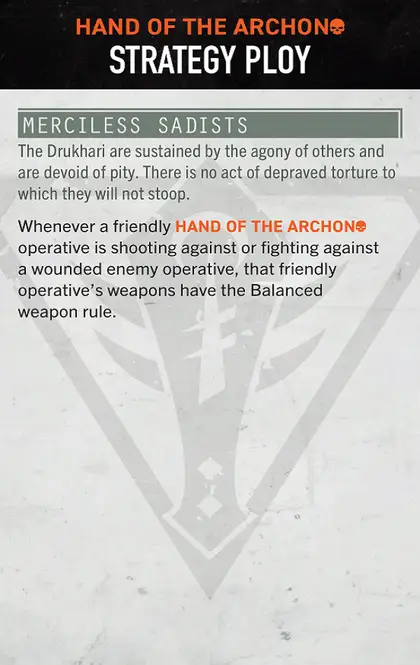 HAND OF THE ARCHON
STRATEGY PLOY
MERCILESS SADISTS
The Drukhari are sustained by the agony of others and
are devoid of pity. There is no act of depraved torture to
which they will not stoop.
Whenever a friendly HAND OF THE ARCHON
operative is shooting against or fighting against
a wounded enemy operative, that friendly
operative’s weapons have the Balanced
weapon rule.